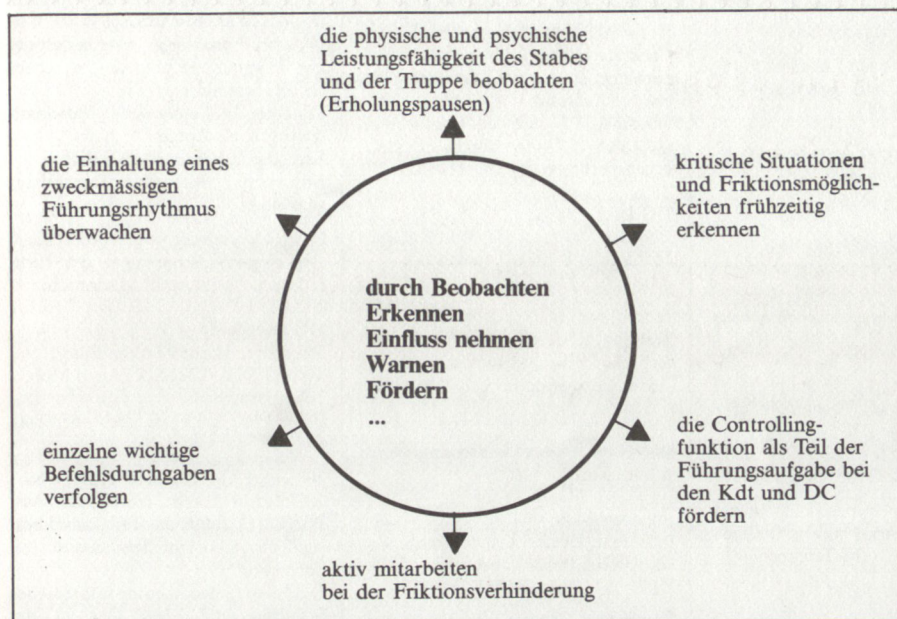 die physische und psychische
Leistungsfähigkeit des Stabes
und der Truppe beobachten
(Erholungspausen)
die Einhaltung eines
zweckmässigen
Führungsrhythmus
überwachen
kritische Situationen
und Friktionsmöglich-
keiten frühzeitig
erkennen
durch Beobachten
Erkennen
Einfluss nehmen
Warnen
Fördern
...
einzelne wichtige
Befehlsdurchgaben
verfolgen
die Controlling-
funktion als Teil der
Führungsaufgabe bei
den Kdt und DC
fördern
aktiv mitarbeiten
bei der Friktionsverhinderung